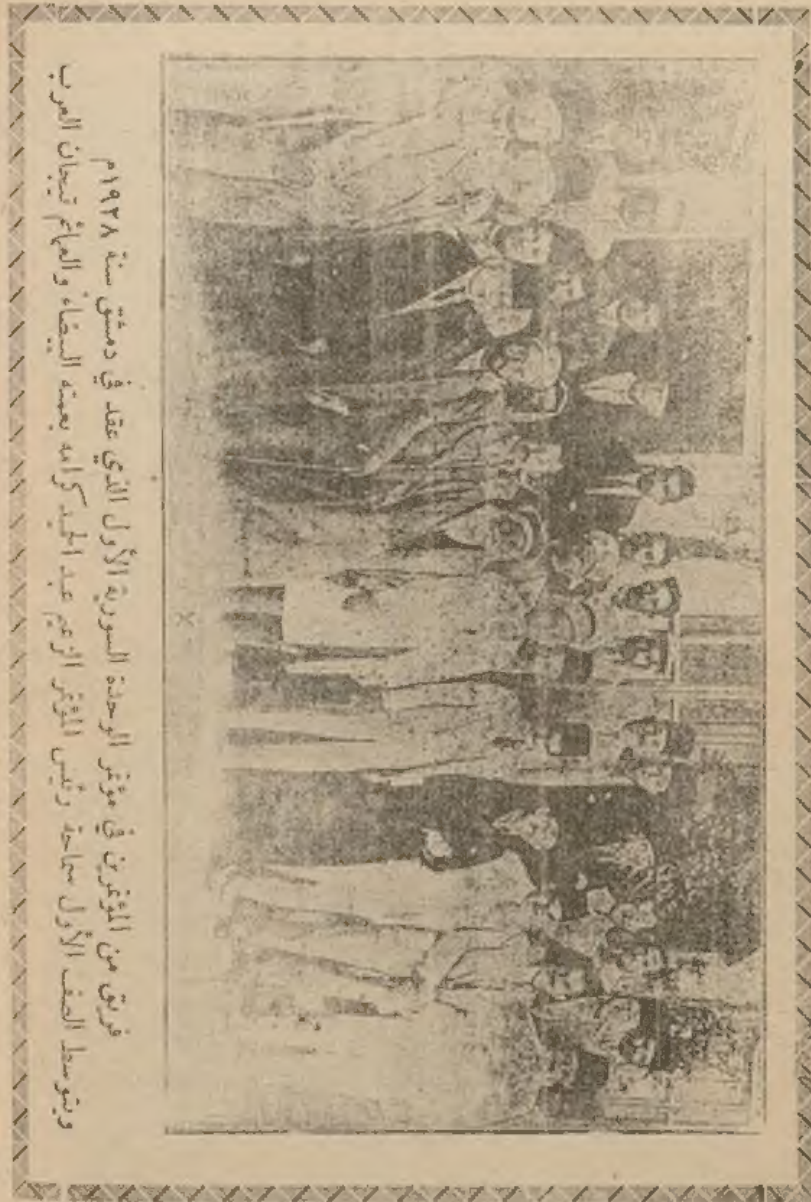 فريق من المؤتمرين في مؤتمر الوحدة السورية الأول الذي عقد في دمشق سنة ١٩٢٨م
ويتوسط الصف الأول سماحة رئيس المؤتمر الزعيم عبد الحميد كرامه بعمته البيضاء والعمائم تيجان العرب